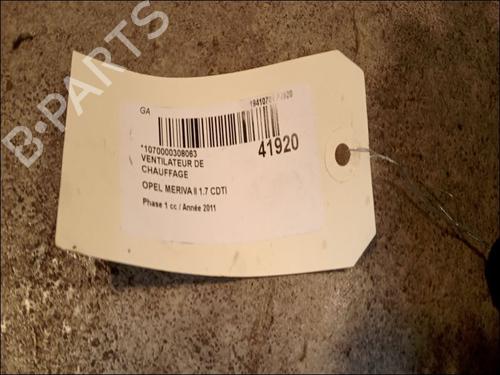 B-PARTS
GA
41920
*1070000308063
VENTILATEUR DE
CHAUFFAGE
OPEL MERIVA II 1.7 CDTI
Phase 1 cc / Année 2011